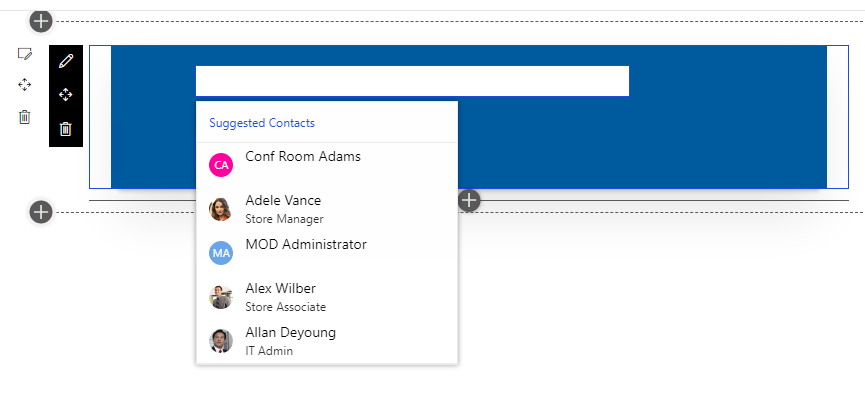 Suggested Contacts
CA
Conf Room Adams
Adele Vance
Store Manager
MA
MOD Administrator
Alex Wilber
Store Associate
Allan Deyoung
IT Admin